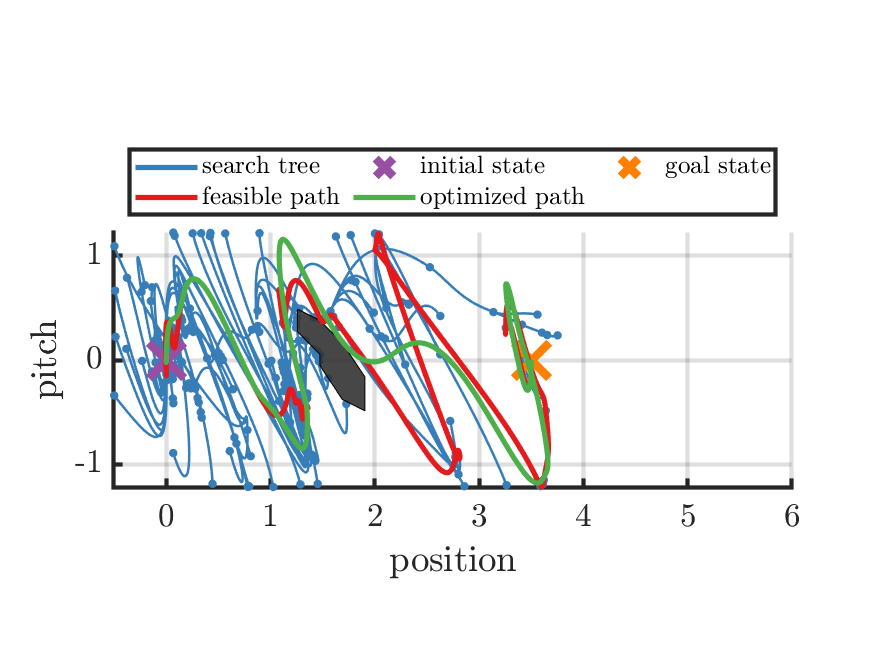 search tree initial state goal state
feasible path optimized path
1
0
-1
pitch
0 1 2 3 4 5 6
position